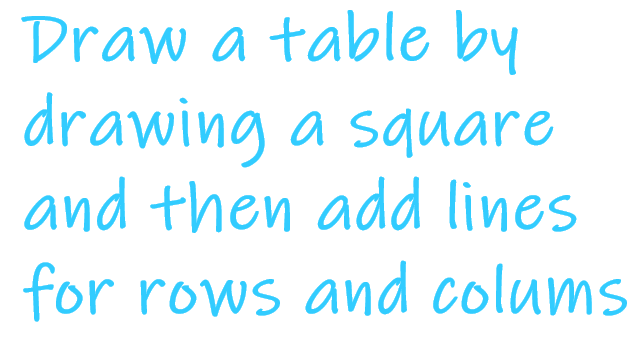 Draw a table by
drawing a square
and then add lines
for rows and colums